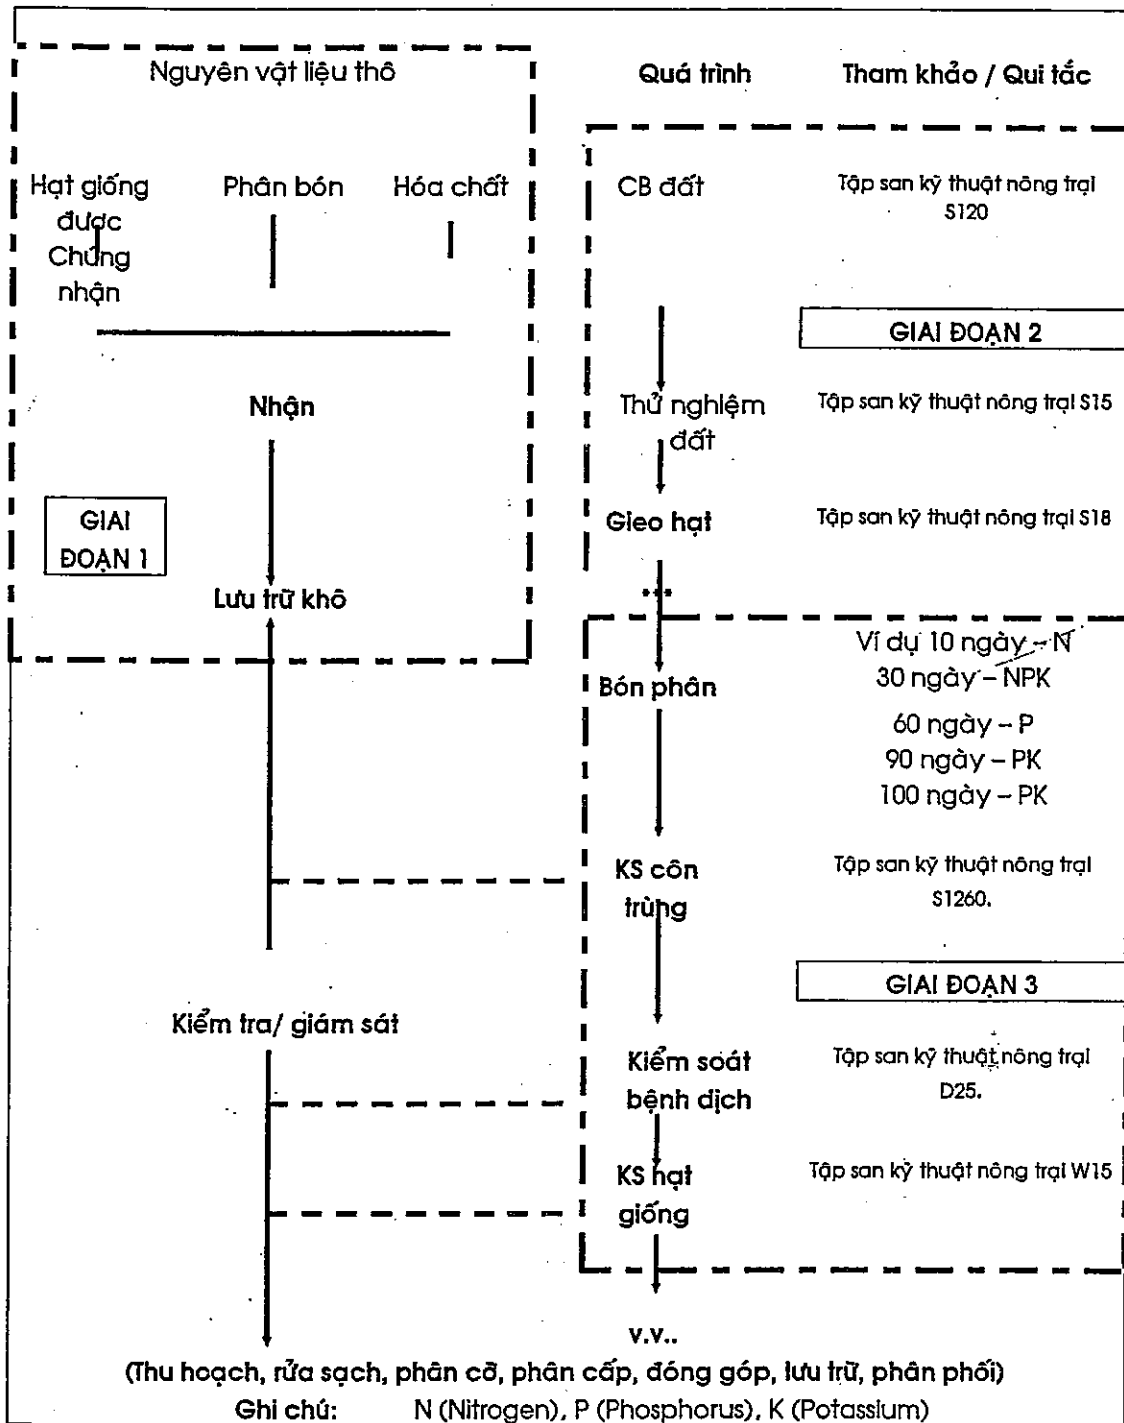 Nguyên vật liệu thô
Quá trình
Tham khảo / Qui tắc
Hạt giống
được
Chứng
nhận
Phân bón
Hóa chất
CB đất
Tập san kỹ thuật nông trại
S120
GIAI ĐOẠN 2
Nhận
Thử nghiệm
đất
Tập san kỹ thuật nông trại S15
GIAI
ĐOẠN 1
Gieo hạt
Tập san kỹ thuật nông trại S18
Lưu trữ khô
Bón phân
Ví dụ 10 ngày – N
30 ngày – NPK
60 ngày – P
90 ngày – PK
100 ngày – PK
KS côn
trùng
Tập san kỹ thuật nông trại
S1260.
GIAI ĐOẠN 3
Kiểm tra/ giám sát
Kiểm soát
bệnh dịch
Tập san kỹ thuật nông trại
D25.
KS hạt
giống
Tập san kỹ thuật nông trại W15
v.v..
(Thu hoạch, rửa sạch, phân cỡ, phân cấp, đóng góp, lưu trữ, phân phối)
Ghi chú: N (Nitrogen), P (Phosphorus), K (Potassium)